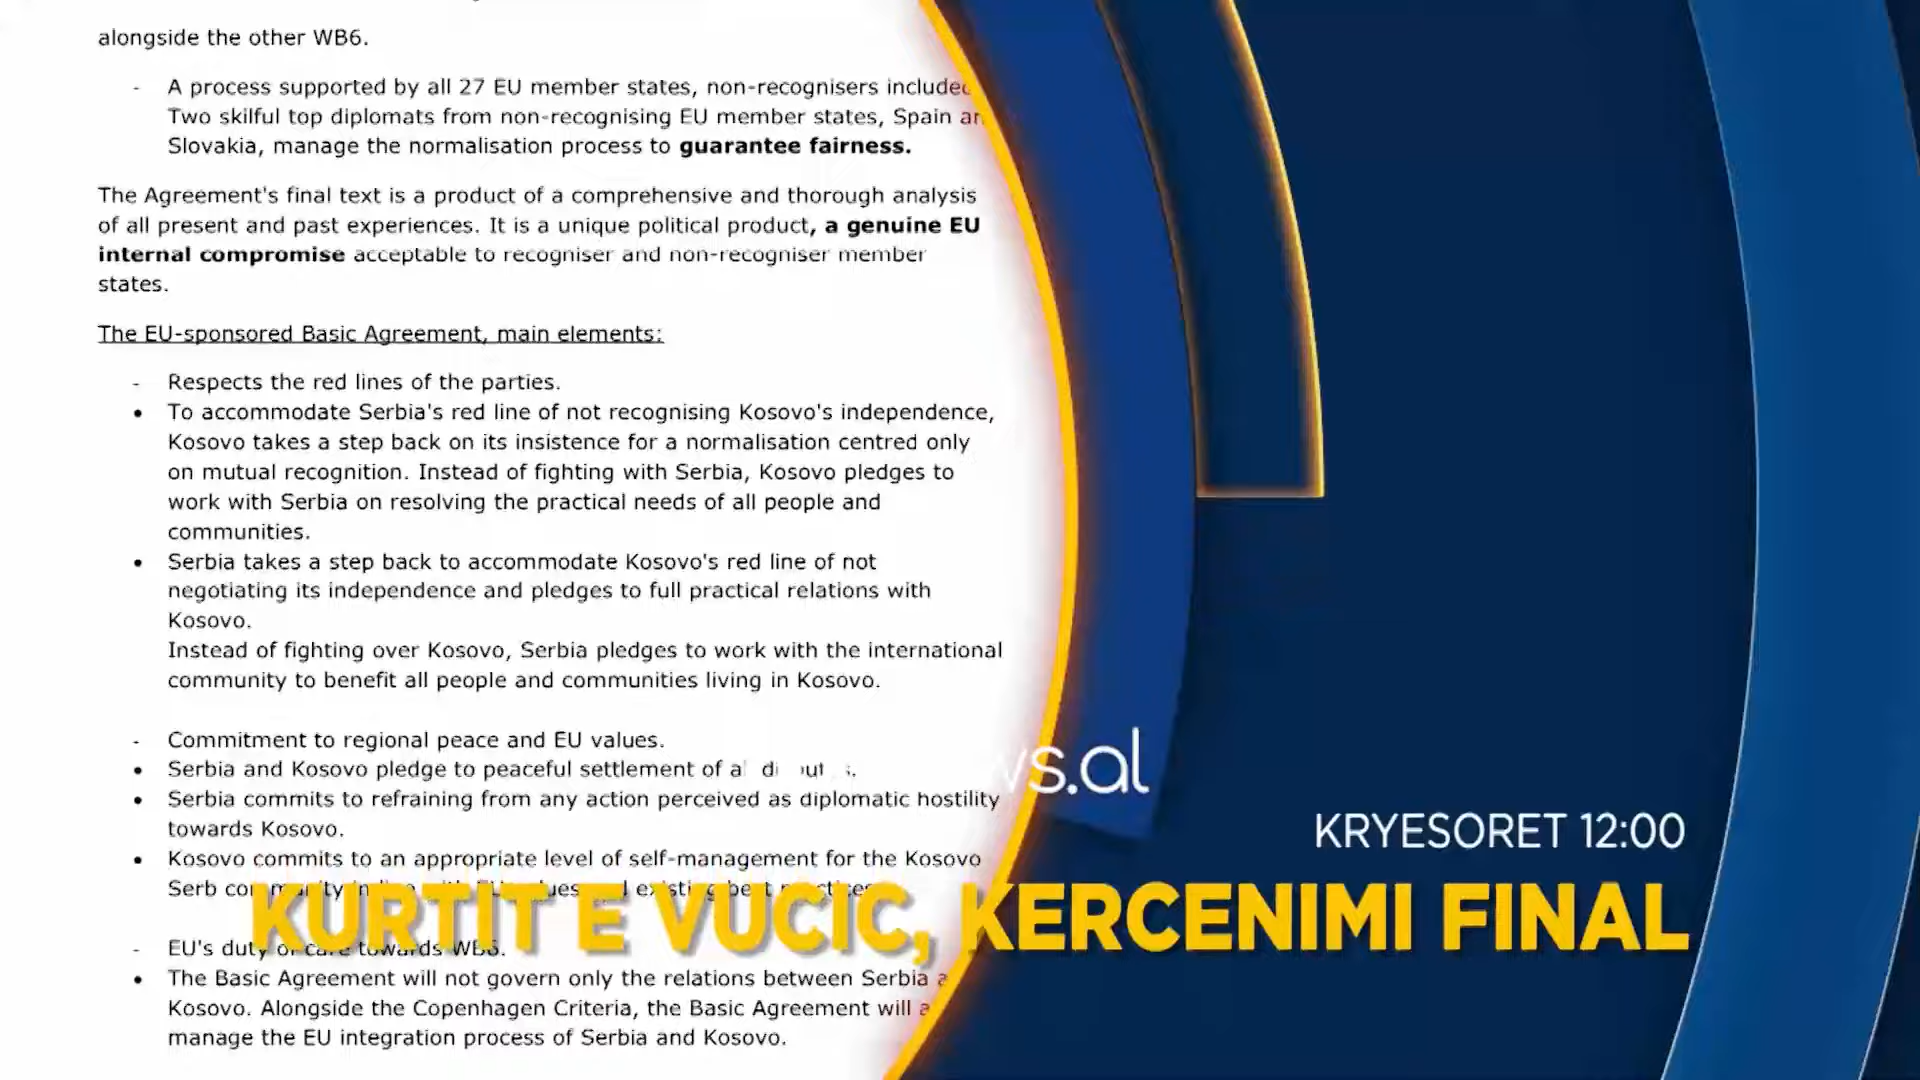 alongside the other WB6.
- A process supported by all 27 EU member states, non-recognisers
Two skilful top diplomats from non-recognising EU member states, Spain
Slovakia, manage the normalisation process to guarantee fairness.
The Agreement's final text is a product of a comprehensive and thorough analysis
of all present and past experiences. It is a unique political product, a genuine EU
internal compromise acceptable to recogniser and non-recogniser member
states.
The EU-sponsored Basic Agreement, main elements:
- Respects the red lines of the parties.
• To accommodate Serbia's red line of not recognising Kosovo's independence,
Kosovo takes a step back on its insistence for a normalisation centred only
on mutual recognition. Instead of fighting with Serbia, Kosovo pledges to
work with Serbia on resolving the practical needs of all people and
communities.
• Serbia takes a step back to accommodate Kosovo's red line of not
negotiating its independence and pledges to full practical relations with
Kosovo.
Instead of fighting over Kosovo, Serbia pledges to work with the international
community to benefit all people and communities living in Kosovo.
- Commitment to regional peace and EU values.
• Serbia and Kosovo pledge to peaceful settlement of
• Serbia commits to refraining from any action perceived as diplomatic hostility
towards Kosovo.
• Kosovo commits to an appropriate level of self-management for the Kosovo
Serb
- EU's duty of care towards WB6.
• The Basic Agreement will not govern only the relations between Serbia
Kosovo. Alongside the Copenhagen Criteria, the Basic Agreement will
manage the EU integration process of Serbia and Kosovo.
ws.al
KRYESORET 12:00
KURTIT E VUCIC, KERCENIMI FINAL